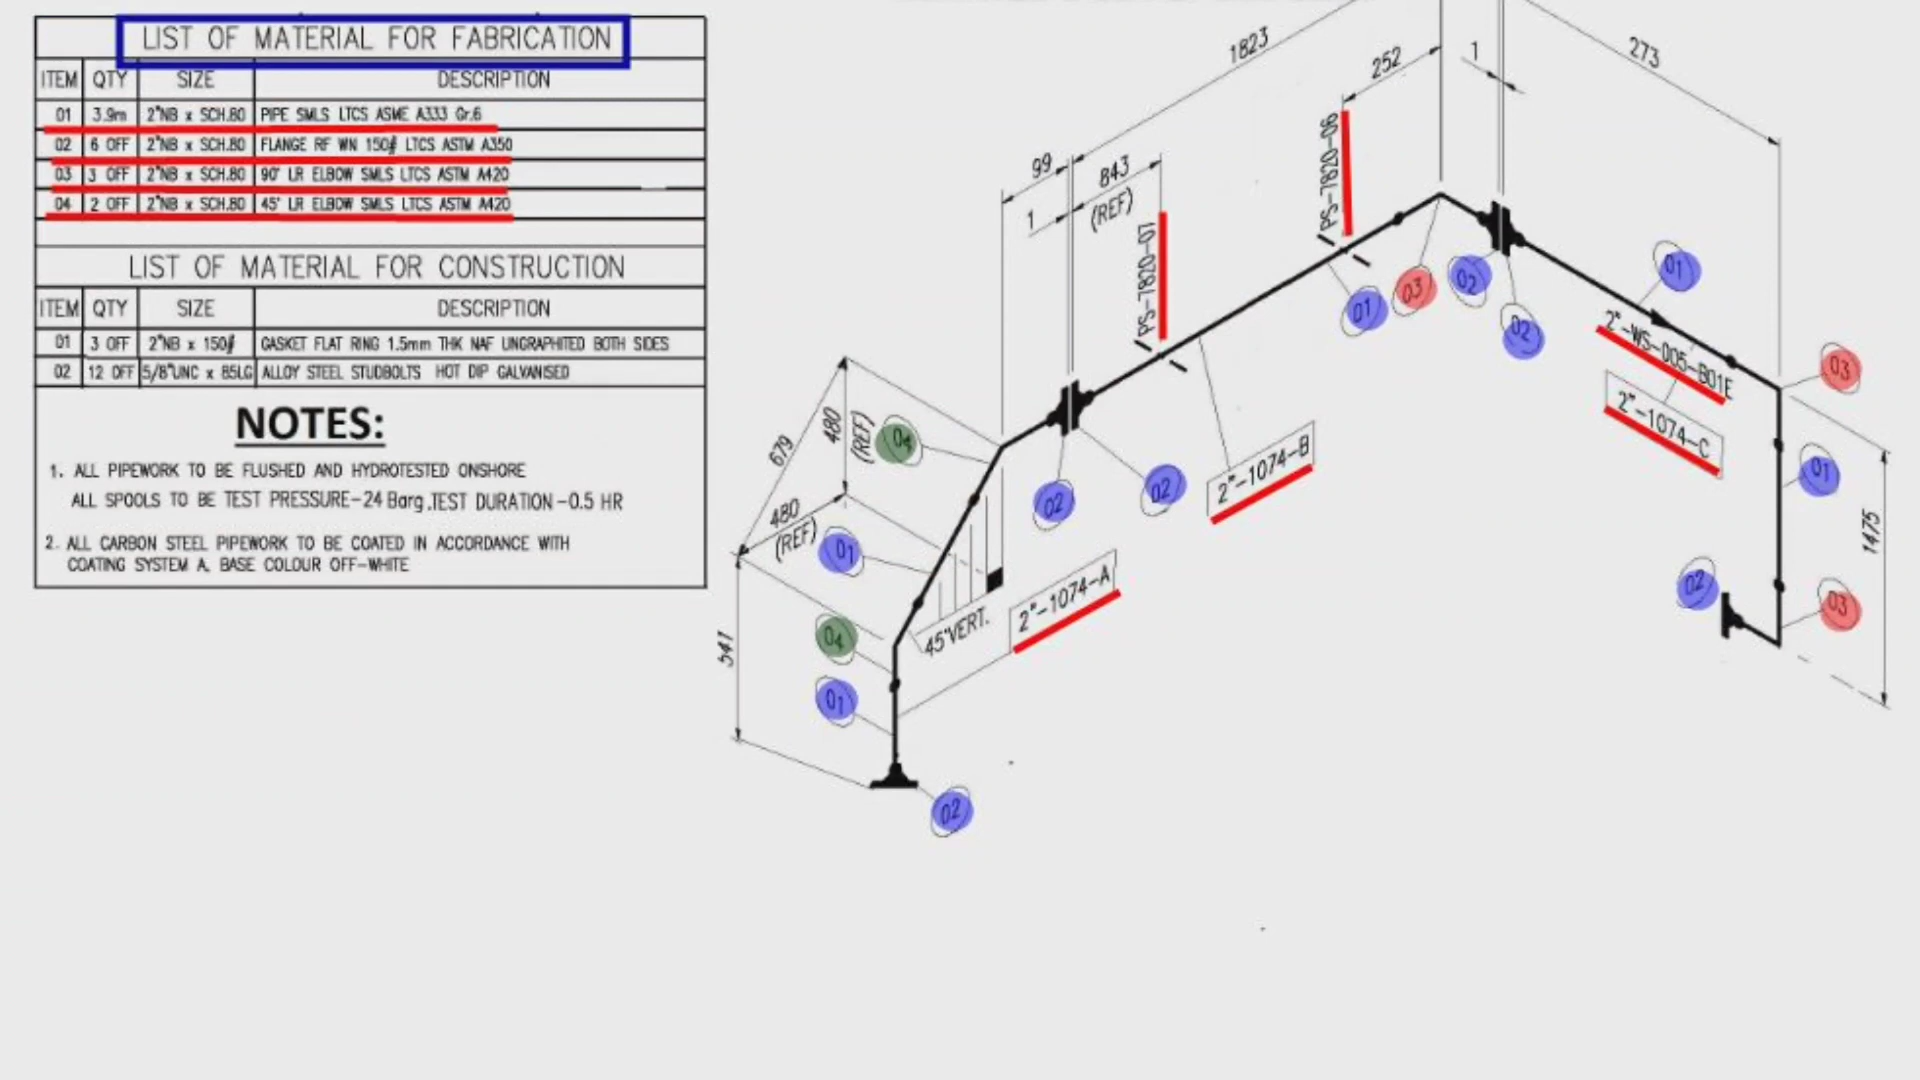 LIST OF MATERIAL FOR FABRICATION
ITEM QTY SIZE DESCRIPTION
01 3.9m 2"NB x SCH.80 PIPE SMLS LTCS ASME A333 Gr.6
02 6 OFF 2"NB x SCH.80 FLANGE RF WN 150# LTCS ASTM A350
03 3 OFF 2"NB x SCH.80 90° LR ELBOW SMLS LTCS ASTM A420
04 2 OFF 2"NB x SCH.80 45° LR ELBOW SMLS LTCS ASTM A420
LIST OF MATERIAL FOR CONSTRUCTION
ITEM QTY SIZE DESCRIPTION
01 3 OFF 2"NB x 150# GASKET FLAT RING 1.5mm THK NAF UNGRAPHITED BOTH SIDES
02 12 OFF 5/8"UNC x 85LG ALLOY STEEL STUDBOLTS HOT DIP GALVANISED
NOTES:
1. ALL PIPEWORK TO BE FLUSHED AND HYDROTESTED ONSHORE
ALL SPOOLS TO BE TEST PRESSURE-24 Barg.TEST DURATION-0.5 HR
2. ALL CARBON STEEL PIPEWORK TO BE COATED IN ACCORDANCE WITH
COATING SYSTEM A. BASE COLOUR OFF-WHITE
1823
252
1
273
99
843
(REF)
1
PS-7820-07
PS-7820-06
01
03
02
02
01
2"-WS-005-B01E
2"-1074-C
03
01
1475
02
03
679
480
(REF)
480
(REF)
04
02
02
2"-1074-B
01
45°VERT.
2"-1074-A
541
04
01
02